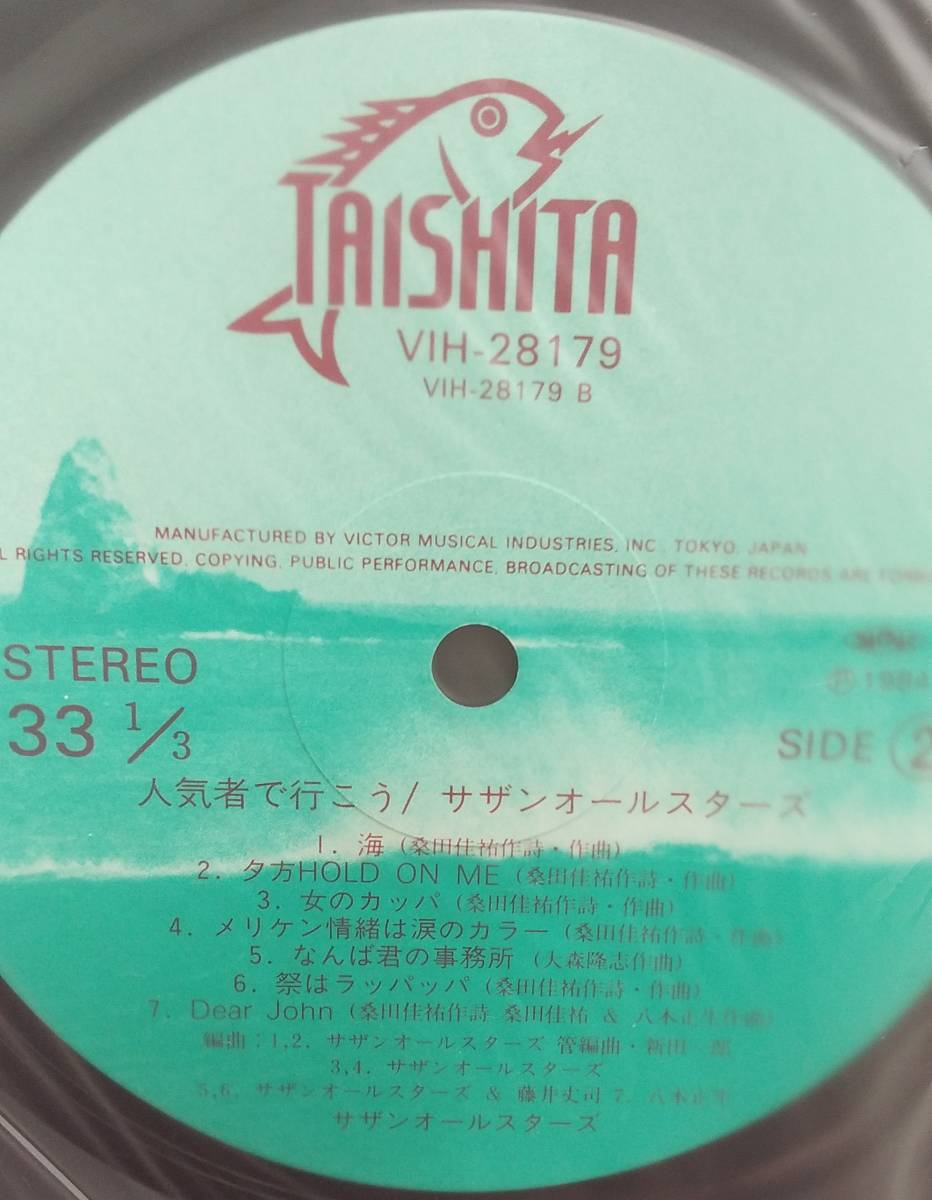 TAISHITA
VIH-28179
VIH-28179 B
MANUFACTURED BY VICTOR MUSICAL INDUSTRIES, INC. TOKYO, JAPAN
L RIGHTS RESERVED. COPYING, PUBLIC PERFORMANCE, BROADCASTING OF THESE RECORDS ARE
STEREO
℗ 1984
33 1/3
SIDE 2
人気者で行こう/ サザンオールスターズ
1. 海 (桑田佳祐作詩・作曲)
2. 夕方HOLD ON ME (桑田佳祐作詩・作曲)
3. 女のカッパ (桑田佳祐作詩・作曲)
4. メリケン情緒は涙のカラー (桑田佳祐作詩・作曲)
5. なんば君の事務所 (大森隆志作曲)
6. 祭はラッパッパ (桑田佳祐作詩・作曲)
7. Dear John (桑田佳祐作詩 桑田佳祐 & 八木正生作曲)
編曲:1,2. サザンオールスターズ 管編曲・新田一郎
3,4. サザンオールスターズ
5,6. サザンオールスターズ & 藤井丈司 7. 八木正生
サザンオールスターズ